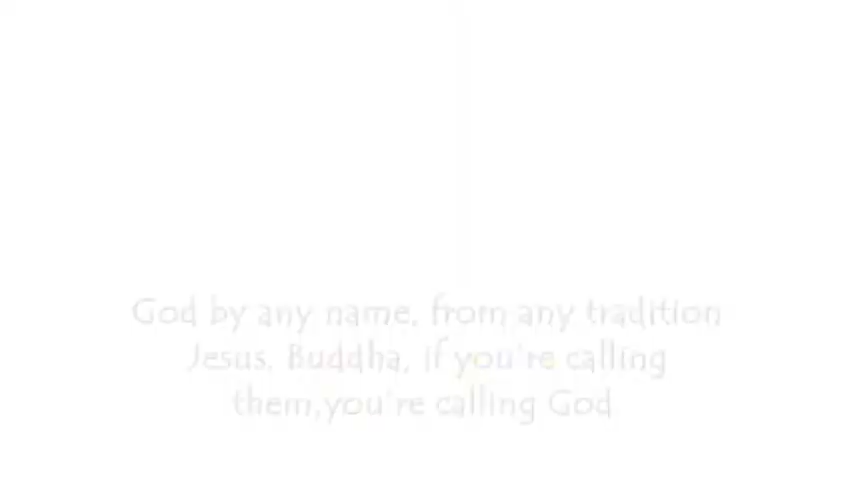 God by any name, from any tradition
Jesus, Buddha, if you're calling
them,you're calling God